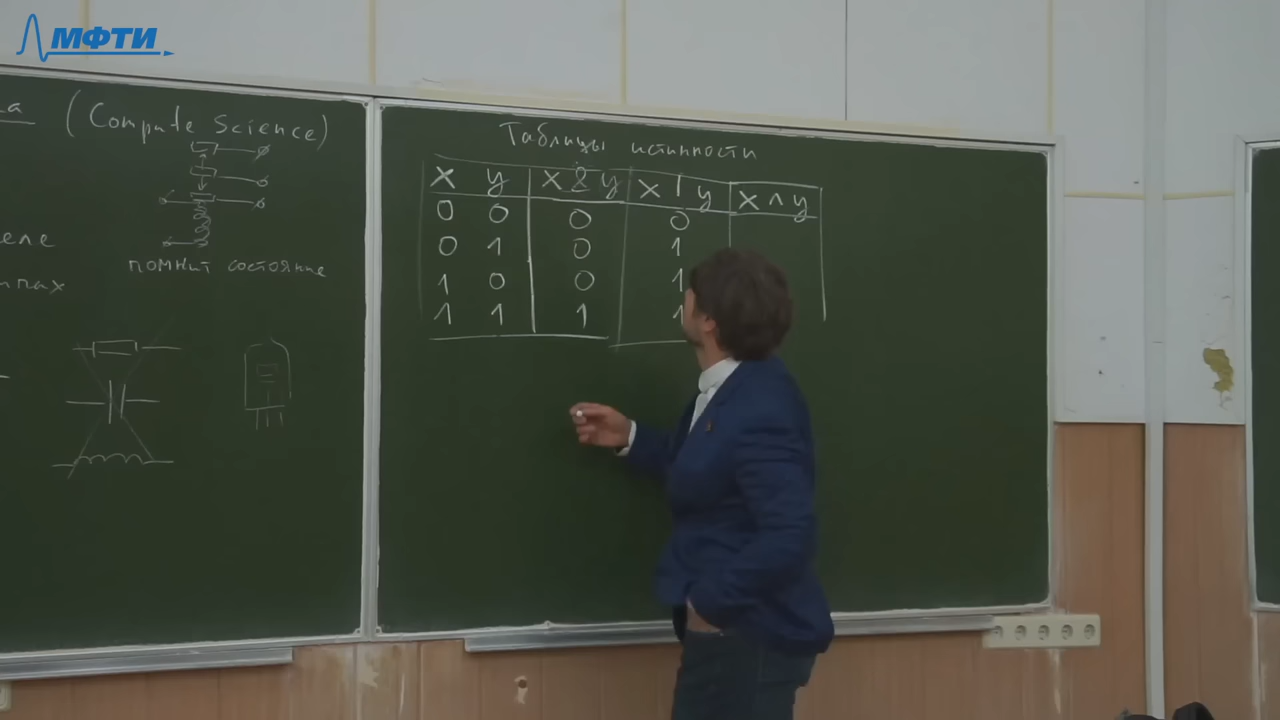 МФТИ
(Compute Science)
помнит состояние
Таблицы истинности
x y x & y x | y x ∧ y
0 0 0 0
0 1 0 1
1 0 0 1
1 1 1 1